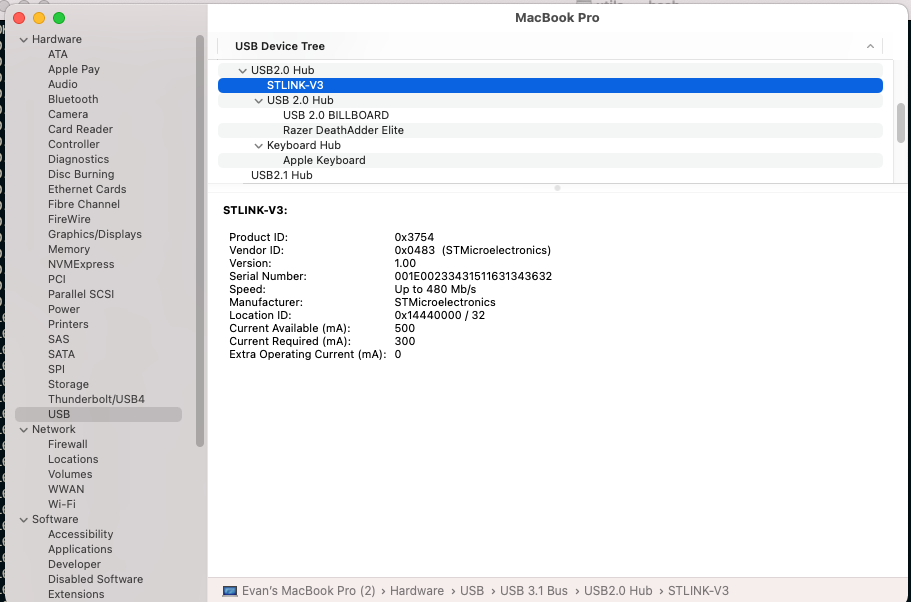 MacBook Pro
Hardware
ATA
Apple Pay
Audio
Bluetooth
Camera
Card Reader
Controller
Diagnostics
Disc Burning
Ethernet Cards
Fibre Channel
FireWire
Graphics/Displays
Memory
NVMExpress
PCI
Parallel SCSI
Power
Printers
SAS
SATA
SPI
Storage
Thunderbolt/USB4
USB
Network
Firewall
Locations
Volumes
WWAN
Wi-Fi
Software
Accessibility
Applications
Developer
Disabled Software
Extensions
USB Device Tree
USB2.0 Hub
STLINK-V3
USB 2.0 Hub
USB 2.0 BILLBOARD
Razer DeathAdder Elite
Keyboard Hub
Apple Keyboard
USB2.1 Hub
STLINK-V3:
Product ID: 0x3754
Vendor ID: 0x0483 (STMicroelectronics)
Version: 1.00
Serial Number: 001E00233431511631343632
Speed: Up to 480 Mb/s
Manufacturer: STMicroelectronics
Location ID: 0x14440000 / 32
Current Available (mA): 500
Current Required (mA): 300
Extra Operating Current (mA): 0
Evan's MacBook Pro (2) › Hardware › USB › USB 3.1 Bus › USB2.0 Hub › STLINK-V3